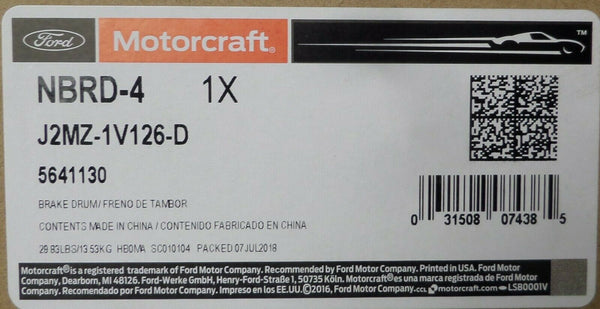 Ford Motorcraft® ™
NBRD-4 1X
J2MZ-1V126-D
5641130
BRAKE DRUM/ FRENO DE TAMBOR
CONTENTS MADE IN CHINA / CONTENIDO FABRICADO EN CHINA
29.83LBS/13.53KG HB0MA SC010104 PACKED 07JUL2018
0 31508 07438 5
Motorcraft® is a registered trademark of Ford Motor Company. Recommended by Ford Motor Company. Printed in USA. Ford Motor Company, Dearborn, MI 48126. Ford-Werke GmbH, Henry-Ford-Straße1, 50735 Köln. Motorcraft® es una marca registrada de Ford Motor Company. Recomendado por Ford Motor Company. Impreso en los EE.UU. ©2016, Ford Motor Company. CCL motorcraft.com LSB0001V